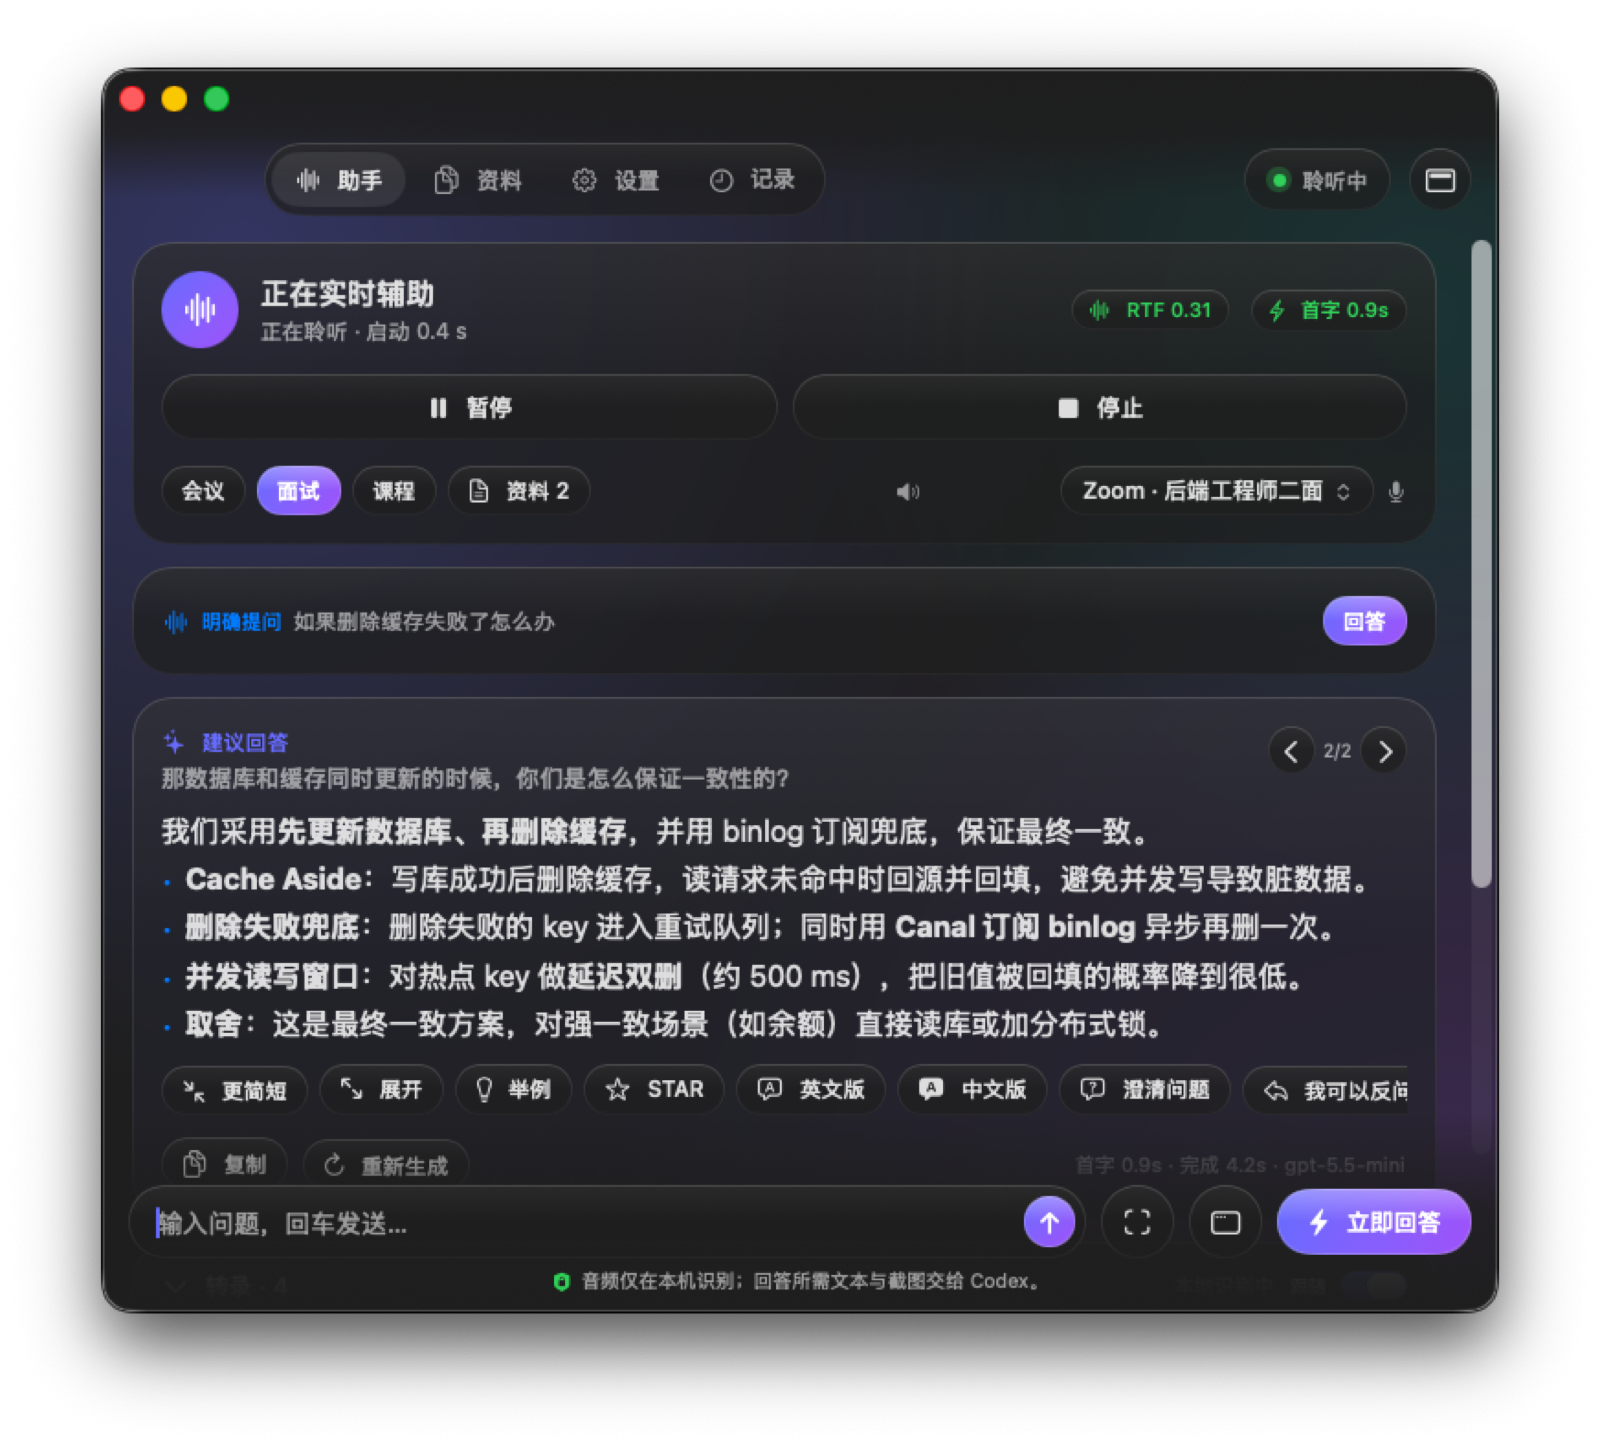 助手 资料 设置 记录 聆听中
正在实时辅助
正在聆听 · 启动 0.4 s
RTF 0.31 首字 0.9s
暂停 停止
会议 面试 课程 资料 2 Zoom · 后端工程师二面
明确提问 如果删除缓存失败了怎么办 回答
建议回答 2/2
那数据库和缓存同时更新的时候，你们是怎么保证一致性的？
我们采用先更新数据库、再删除缓存，并用 binlog 订阅兜底，保证最终一致。
· Cache Aside：写库成功后删除缓存，读请求未命中时回源并回填，避免并发写导致脏数据。
· 删除失败兜底：删除失败的 key 进入重试队列；同时用 Canal 订阅 binlog 异步再删一次。
· 并发读写窗口：对热点 key 做延迟双删（约 500 ms），把旧值被回填的概率降到很低。
· 取舍：这是最终一致方案，对强一致场景（如余额）直接读库或加分布式锁。
更简短 展开 举例 STAR 英文版 中文版 澄清问题 我可以反问
复制 重新生成 首字 0.9s · 完成 4.2s · gpt-5.5-mini
输入问题，回车发送... 立即回答
转录 · 4
音频仅在本机识别；回答所需文本与截图交给 Codex。